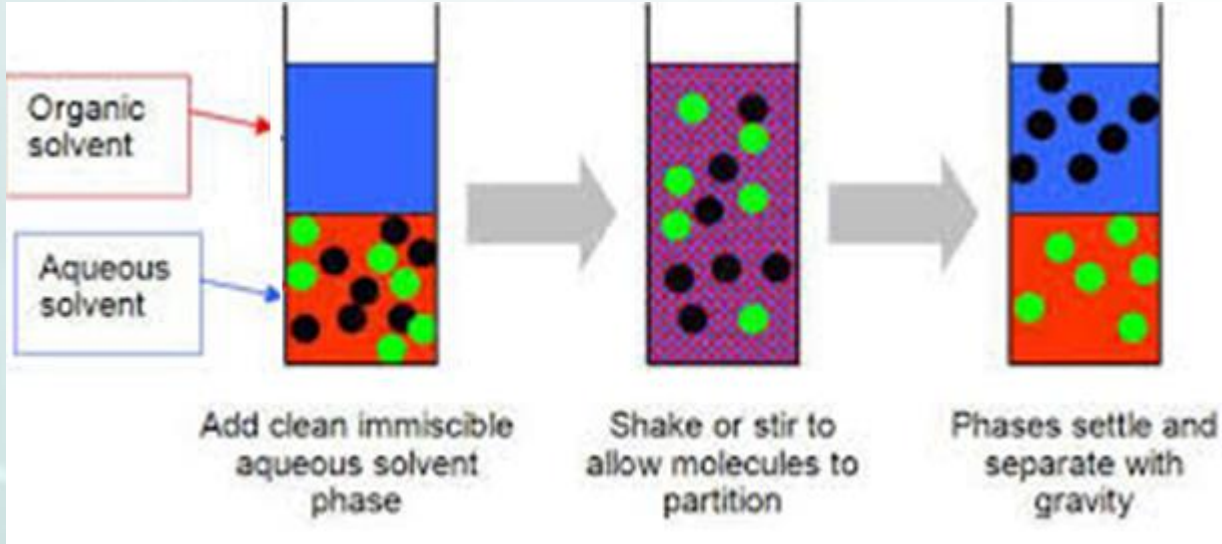 Organic
solvent
Aqueous
solvent
Add clean immiscible
aqueous solvent
phase
Shake or stir to
allow molecules to
partition
Phases settle and
separate with
gravity